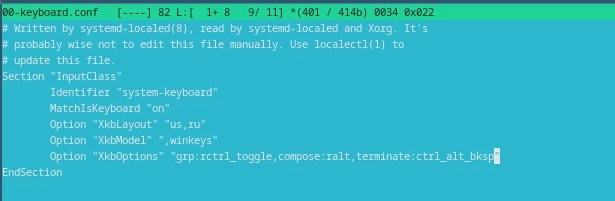 00-keyboard.conf   [----] 82 L:[  1+ 8   9/ 11] *(401 / 414b) 0034 0x022
# Written by systemd-localed(8), read by systemd-localed and Xorg. It's
# probably wise not to edit this file manually. Use localectl(1) to
# update this file.
Section "InputClass"
        Identifier "system-keyboard"
        MatchIsKeyboard "on"
        Option "XkbLayout" "us,ru"
        Option "XkbModel" ",winkeys"
        Option "XkbOptions" "grp:rctrl_toggle,compose:ralt,terminate:ctrl_alt_bksp"
EndSection